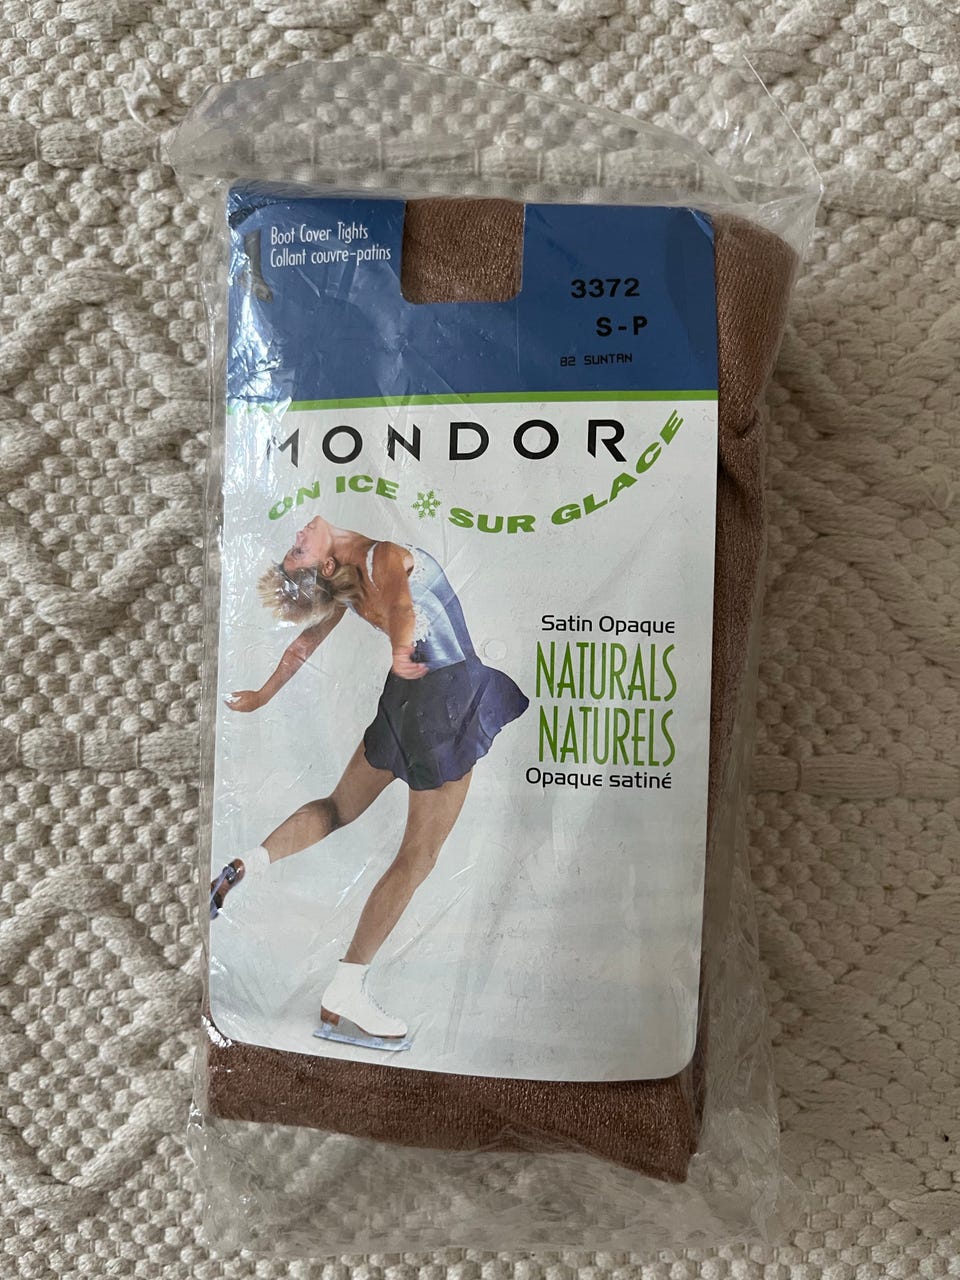 Boot Cover Tights
Collant couvre-patins
3372
S-P
82 SUNTAN
MONDOR
ON ICE SUR GLACE
Satin Opaque
NATURALS
NATURELS
Opaque satiné